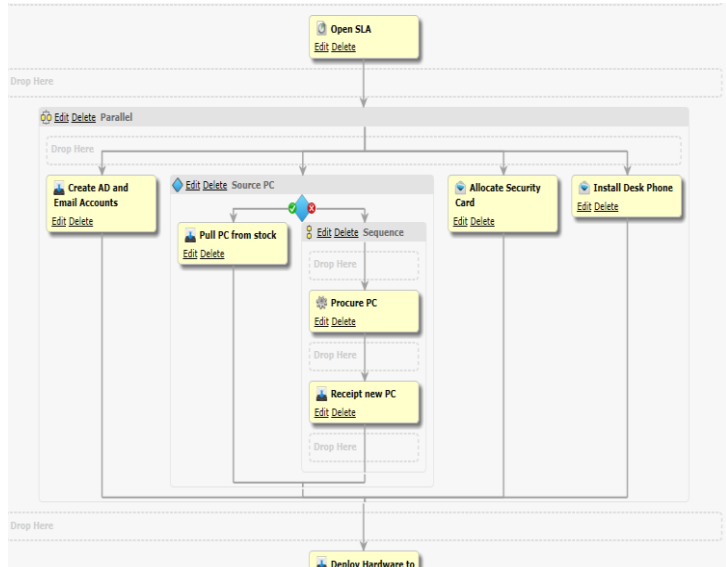 Open SLA
Edit Delete
Drop Here
Edit Delete Parallel
Drop Here
Create AD and
Email Accounts
Edit Delete
Edit Delete Source PC
Pull PC from stock
Edit Delete
Edit Delete Sequence
Drop Here
Procure PC
Edit Delete
Drop Here
Receipt new PC
Edit Delete
Drop Here
Allocate Security
Card
Edit Delete
Install Desk Phone
Edit Delete
Drop Here
Deploy Hardware to